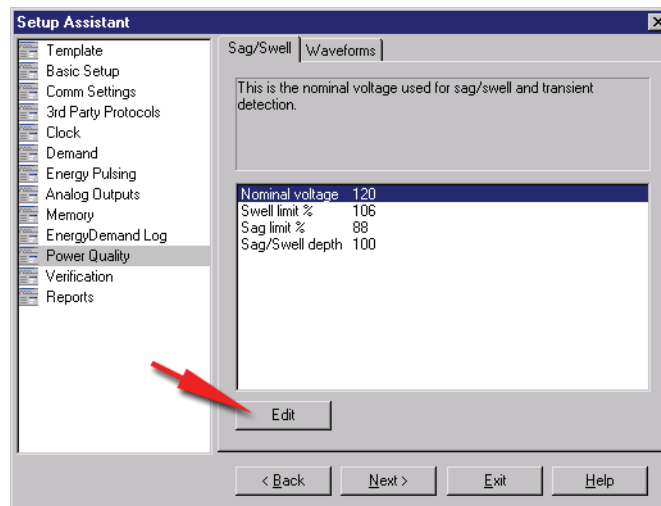 Setup Assistant
Template
Basic Setup
Comm Settings
3rd Party Protocols
Clock
Demand
Energy Pulsing
Analog Outputs
Memory
EnergyDemand Log
Power Quality
Verification
Reports
Sag/Swell
Waveforms
This is the nominal voltage used for sag/swell and transient
detection.
Nominal voltage 120
Swell limit % 106
Sag limit % 88
Sag/Swell depth 100
Edit
< Back
Next >
Exit
Help